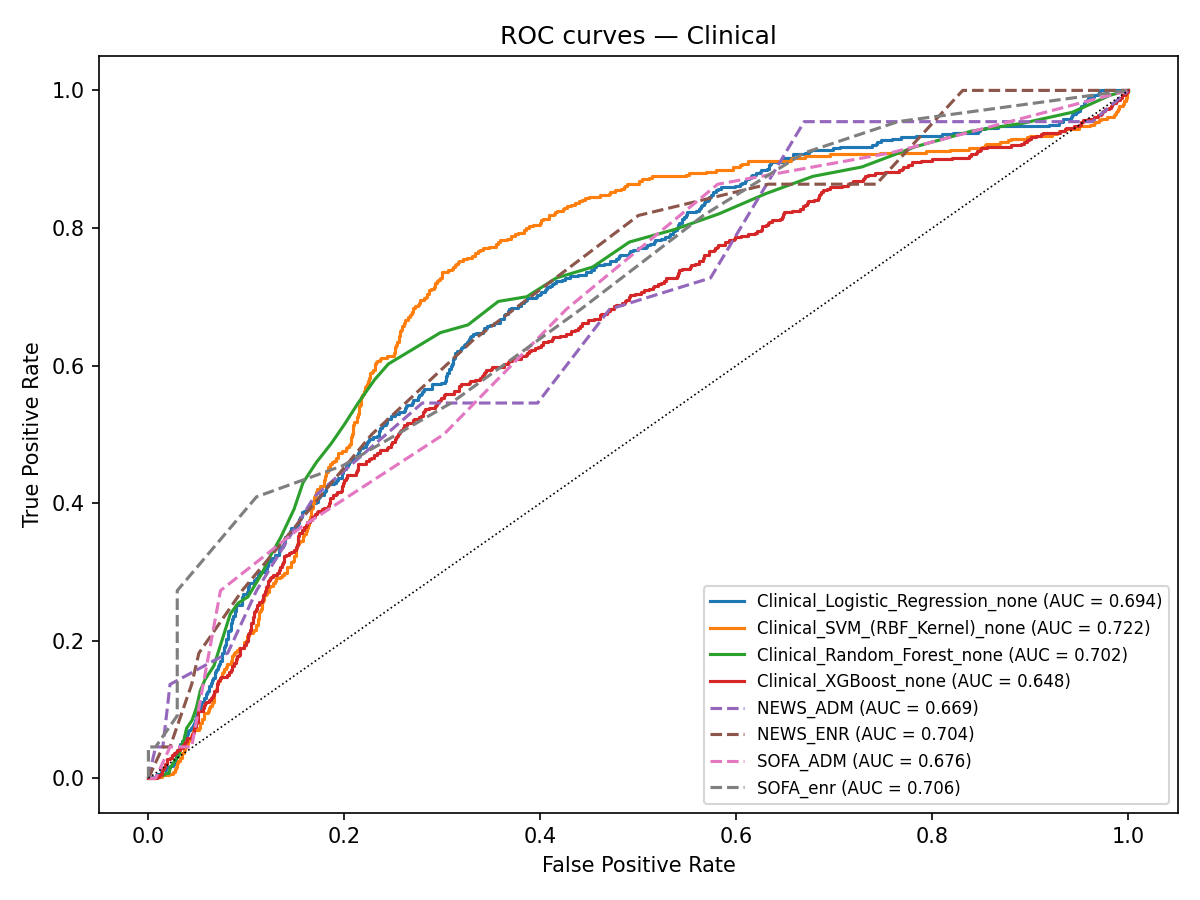 ROC curves — Clinical
True Positive Rate
1.0
0.8
0.6
0.4
0.2
0.0
Clinical_Logistic_Regression_none (AUC = 0.694)
Clinical_SVM_(RBF_Kernel)_none (AUC = 0.722)
Clinical_Random_Forest_none (AUC = 0.702)
Clinical_XGBoost_none (AUC = 0.648)
NEWS_ADM (AUC = 0.669)
NEWS_ENR (AUC = 0.704)
SOFA_ADM (AUC = 0.676)
SOFA_enr (AUC = 0.706)
0.0 0.2 0.4 0.6 0.8 1.0
False Positive Rate